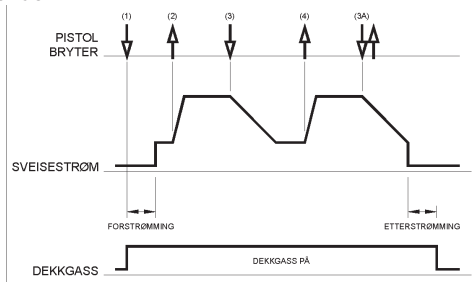 (1) (2) (3) (4) (3A)
PISTOL
BRYTER
SVEISESTRØM
FORSTRØMMING ETTERSTRØMMING
DEKKGASS PÅ
DEKKGASS